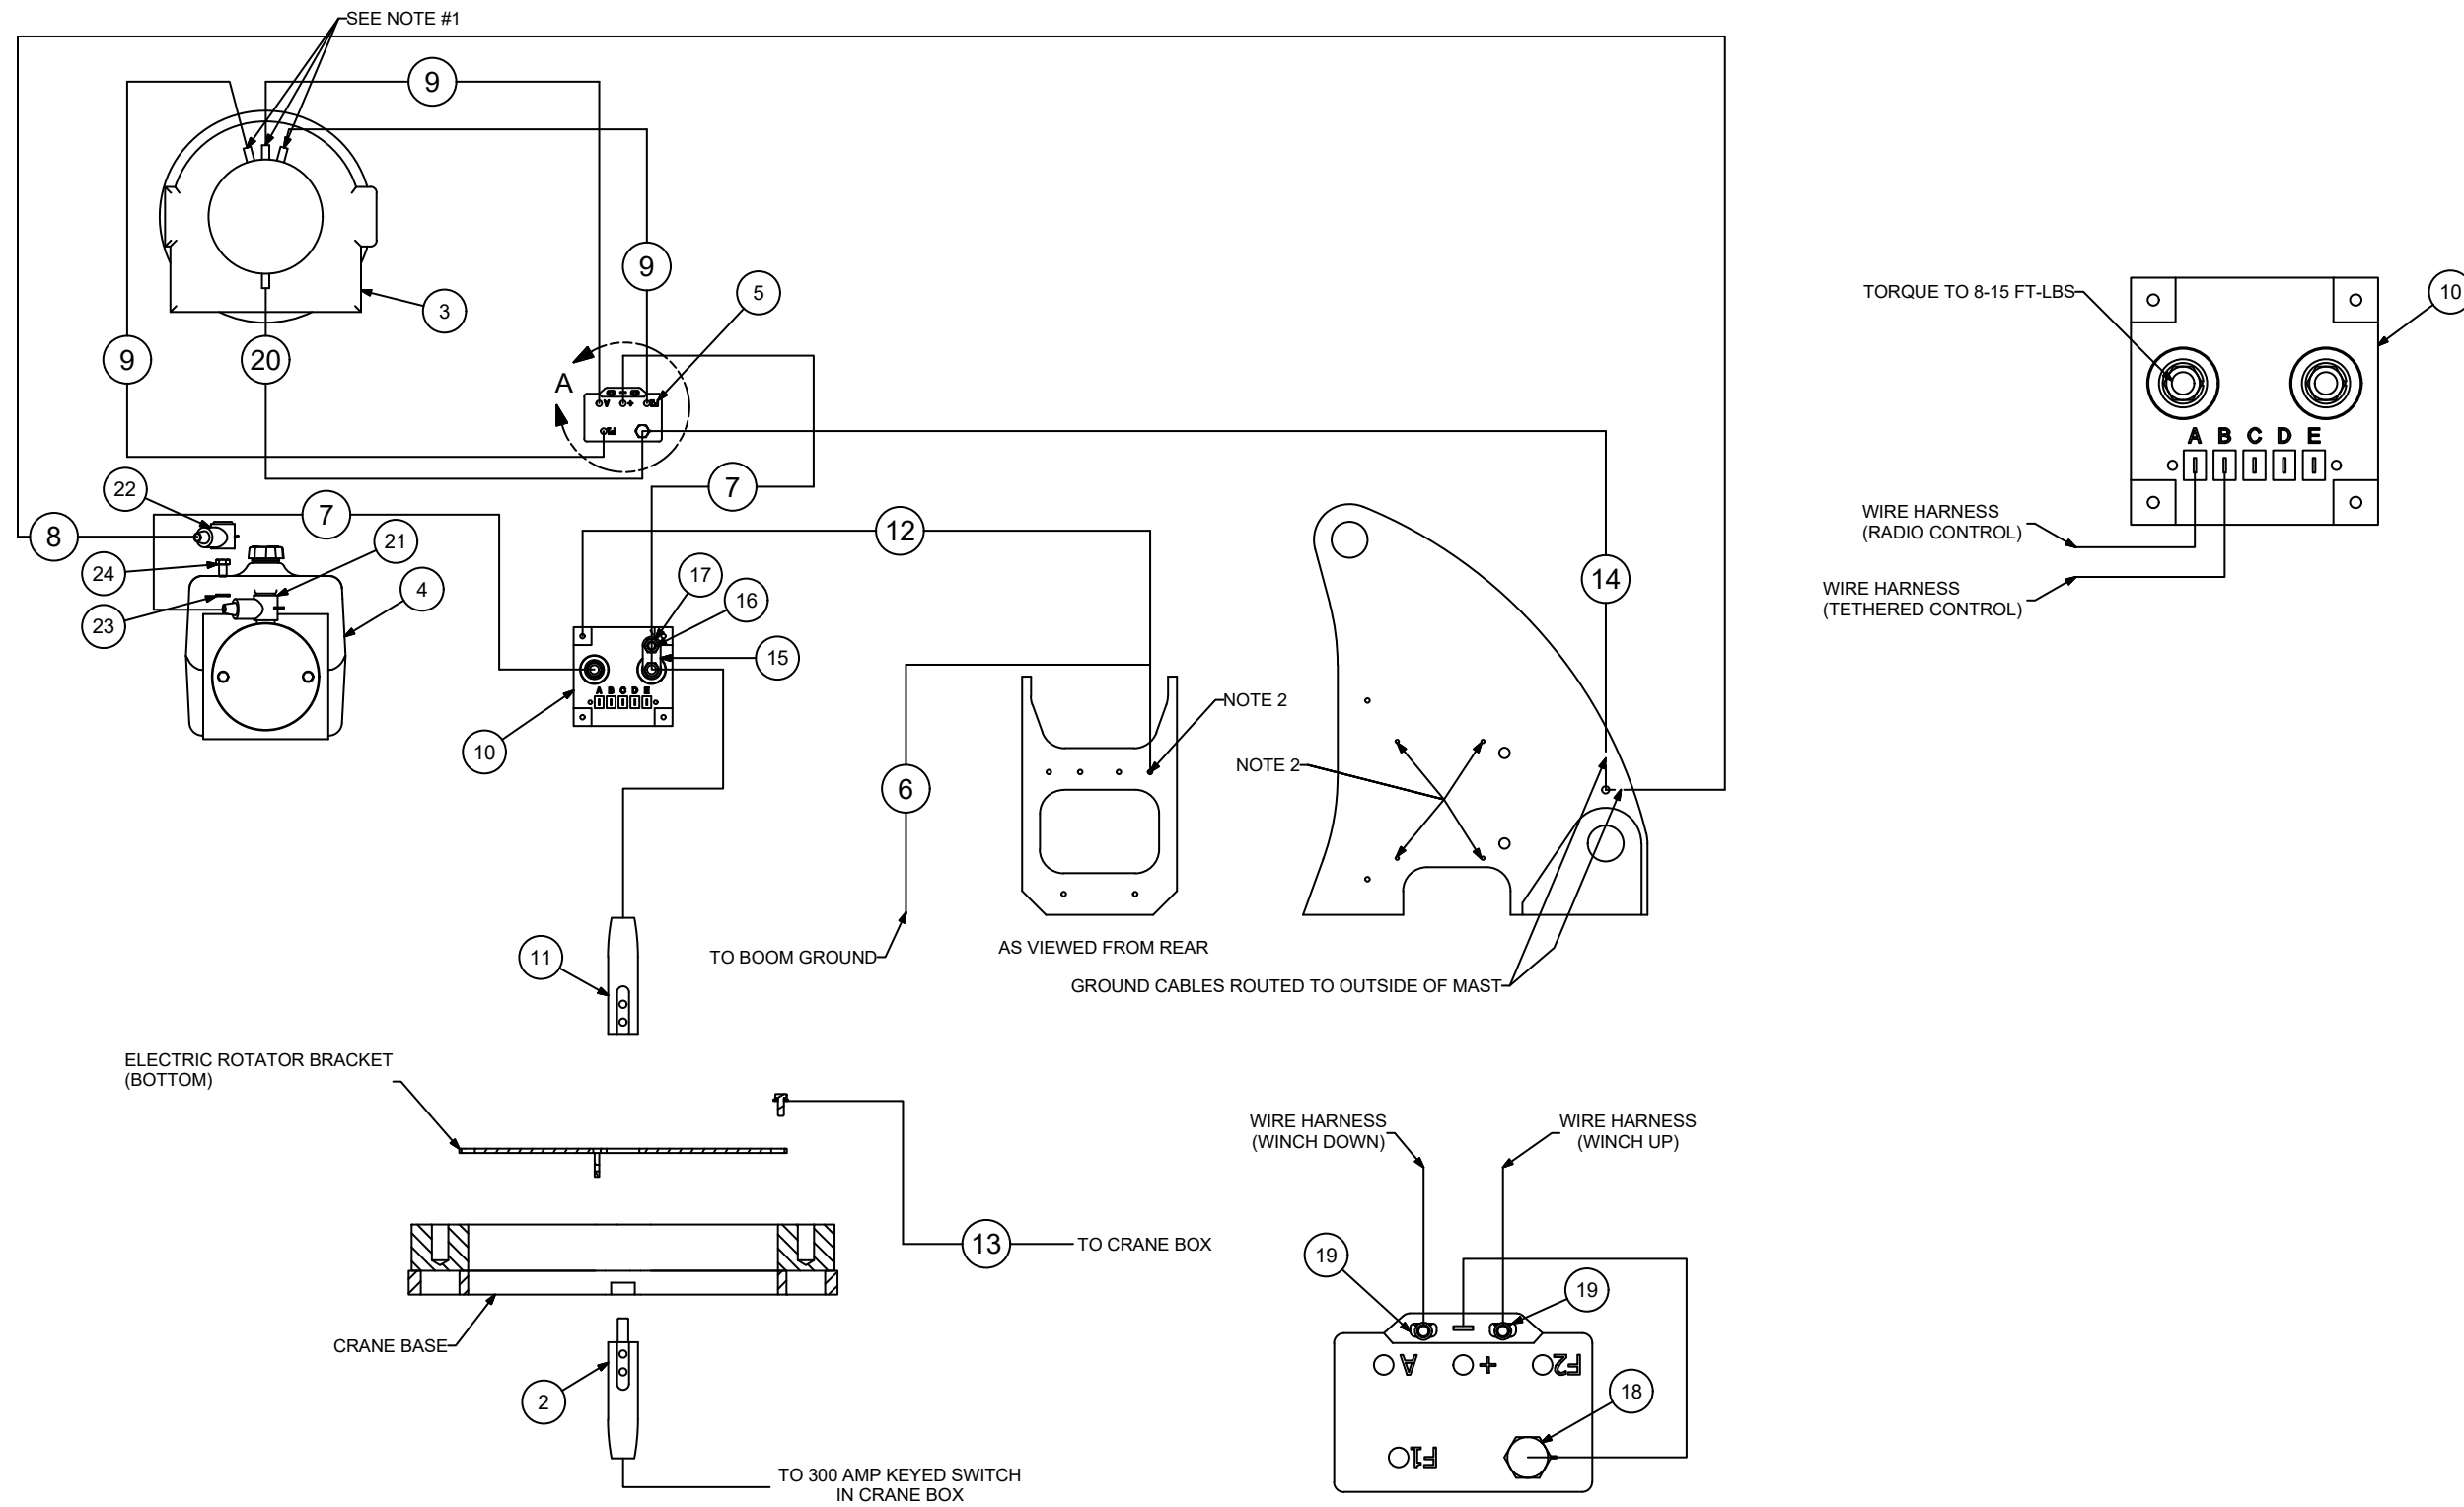 SEE NOTE #1
9
9
9
20
3
5
A
A
+
F2
F1
TORQUE TO 8-15 FT-LBS
10
A B C D E
WIRE HARNESS
(RADIO CONTROL)
WIRE HARNESS
(TETHERED CONTROL)
22
7
8
24
23
21
4
7
12
17
16
15
A B C D E
10
14
NOTE 2
NOTE 2
6
11
TO BOOM GROUND
AS VIEWED FROM REAR
GROUND CABLES ROUTED TO OUTSIDE OF MAST
ELECTRIC ROTATOR BRACKET
(BOTTOM)
13
TO CRANE BOX
CRANE BASE
2
TO 300 AMP KEYED SWITCH
IN CRANE BOX
WIRE HARNESS
(WINCH DOWN)
WIRE HARNESS
(WINCH UP)
19
19
A
+
F2
18
F1